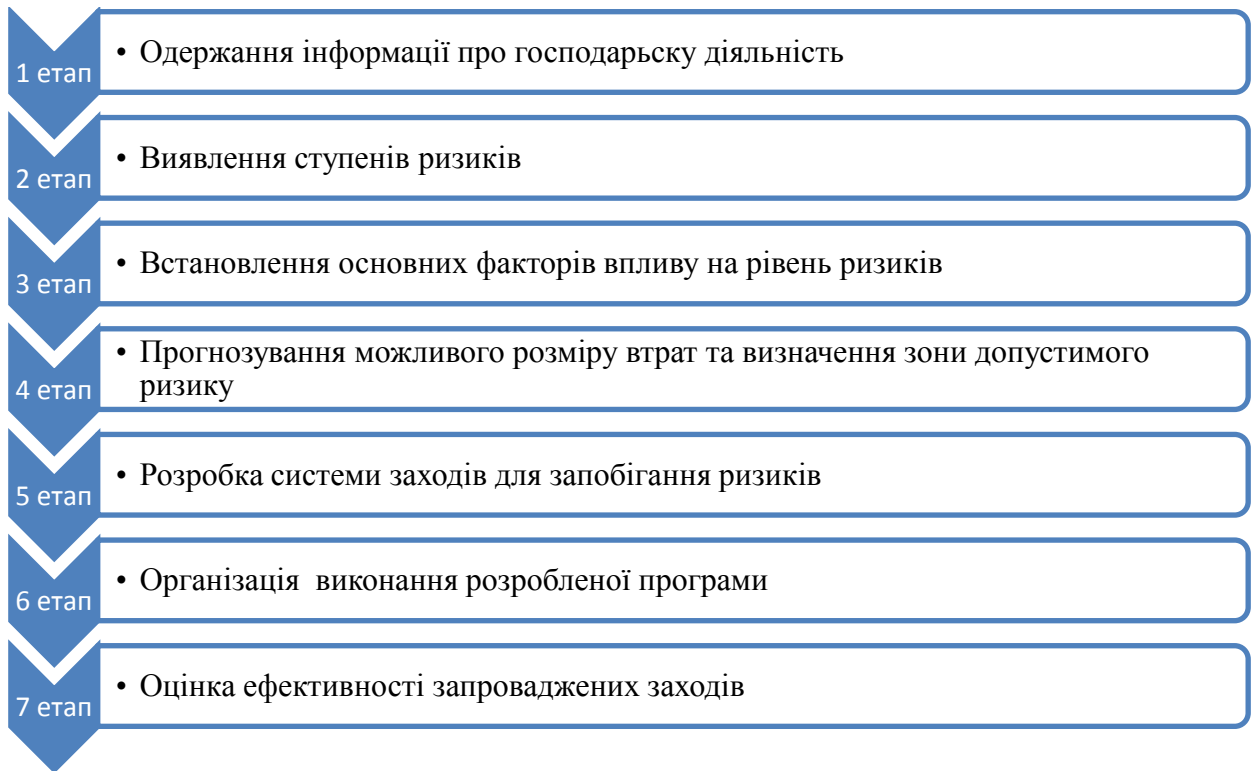 1 етап
• Одержання інформації про господарьску діяльність
2 етап
• Виявлення ступенів ризиків
3 етап
• Встановлення основних факторів впливу на рівень ризиків
4 етап
• Прогнозування можливого розміру втрат та визначення зони допустимого
ризику
5 етап
• Розробка системи заходів для запобігання ризиків
6 етап
• Організація  виконання розробленої програми
7 етап
• Оцінка ефективності запроваджених заходів